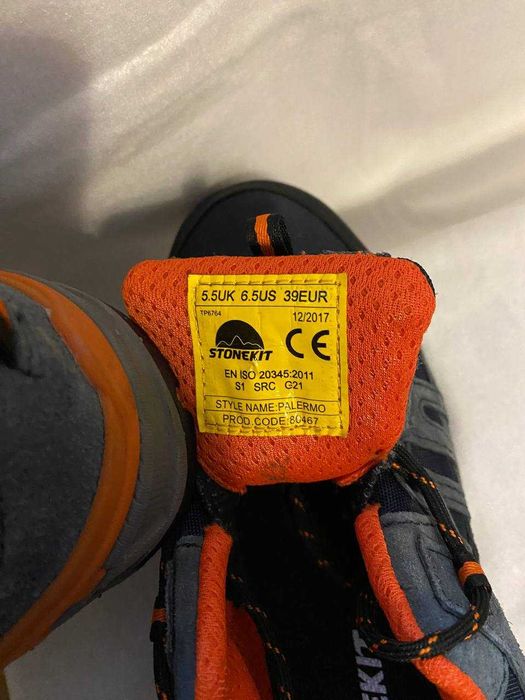 5.5UK 6.5US 39EUR
TP6764 12/2017
STONEKIT CE
EN ISO 20345:2011
S1 SRC G21
STYLE NAME:PALERMO
PROD.CODE:80467